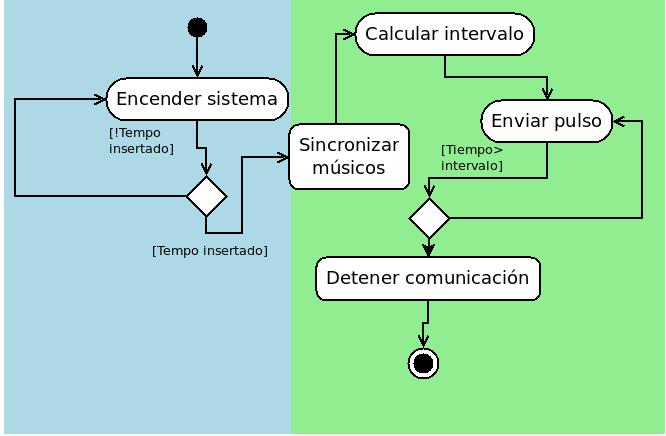 Calcular intervalo
Encender sistema
Enviar pulso
[!Tempo
insertado]
Sincronizar
músicos
[Tiempo>
intervalo]
[Tempo insertado]
Detener comunicación